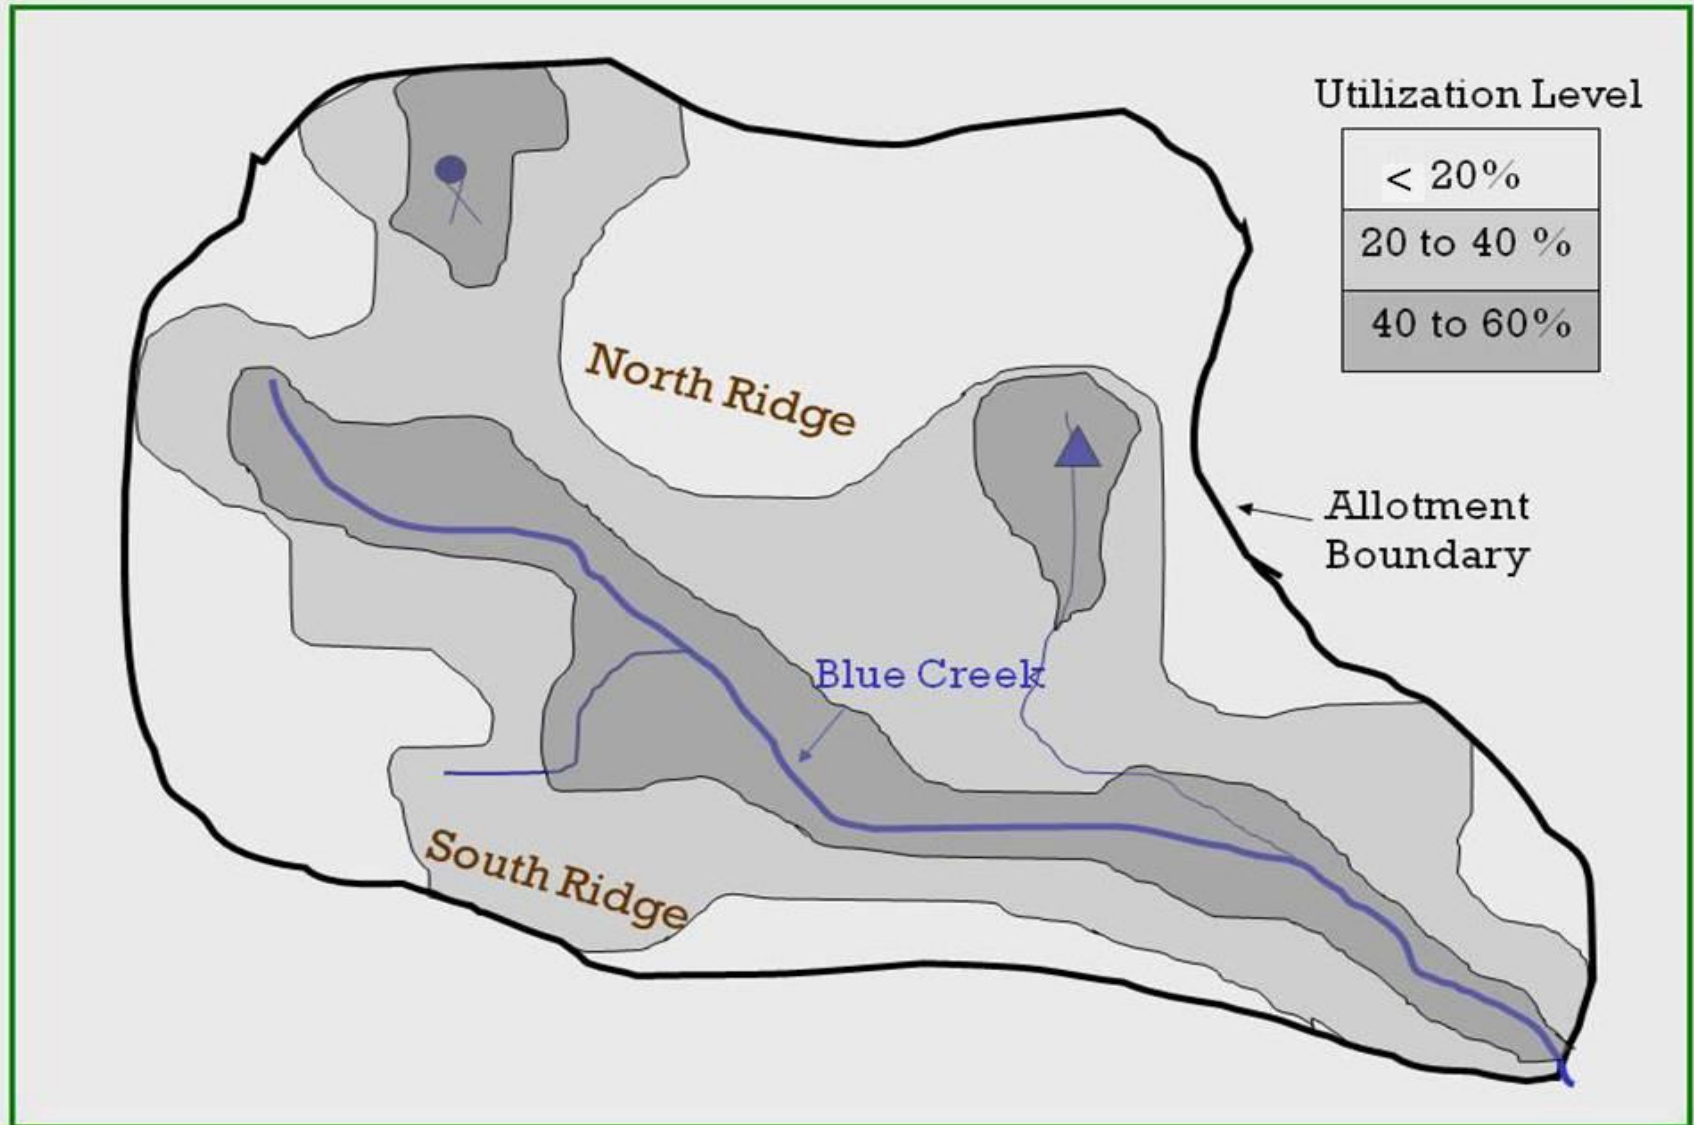 Utilization Level
< 20%
20 to 40 %
40 to 60%
North Ridge
Allotment
Boundary
Blue Creek
South Ridge